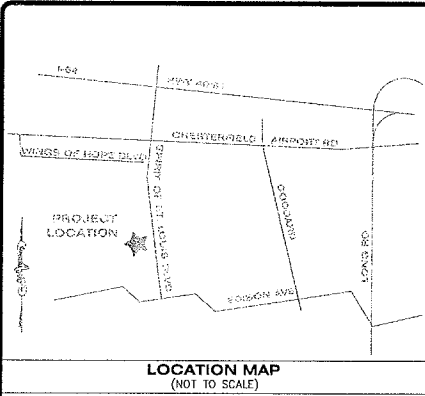 I-64
HWY 40/61
CHESTERFIELD AIRPORT RD
WINGS OF HOPE BLVD
SPIRIT OF ST. LOUIS BLVD
GODDARD
LONG RD
PROJECT
LOCATION
EDISON AVE
LOCATION MAP
(NOT TO SCALE)